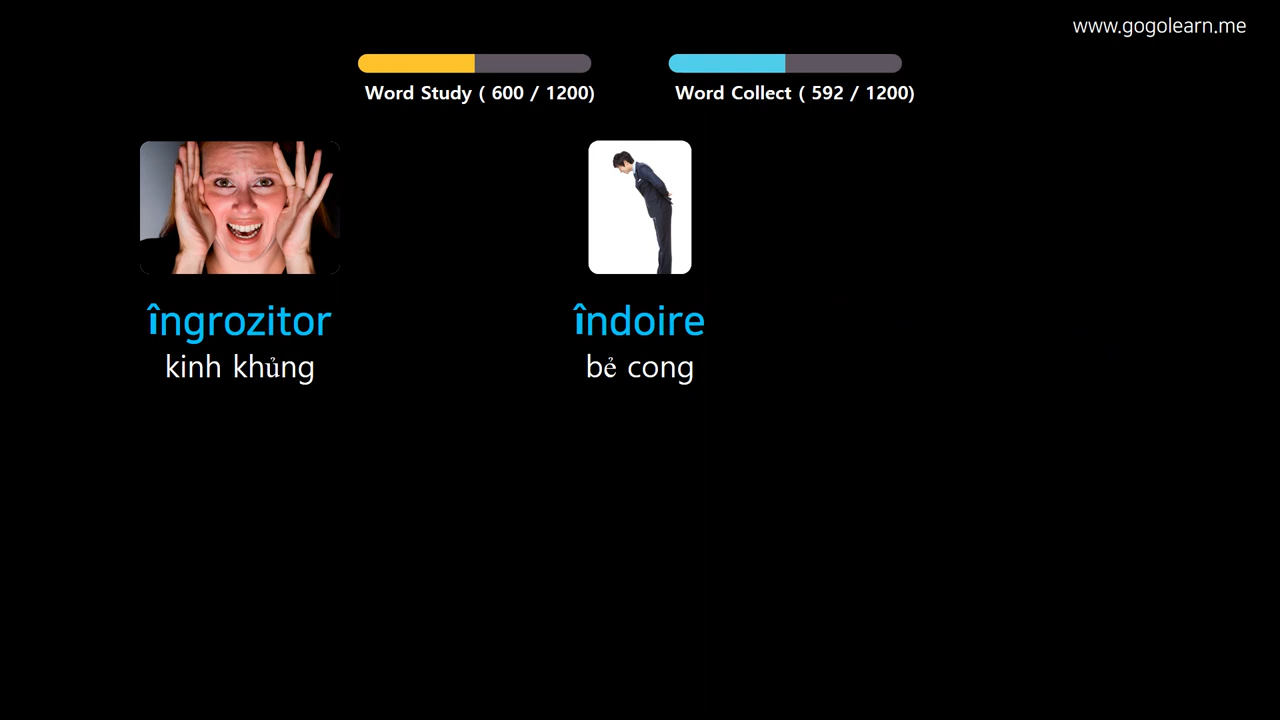 www.gogolearn.me
Word Study ( 600 / 1200)
Word Collect ( 592 / 1200)
îngrozitor
îndoire
kinh khủng
bẻ cong